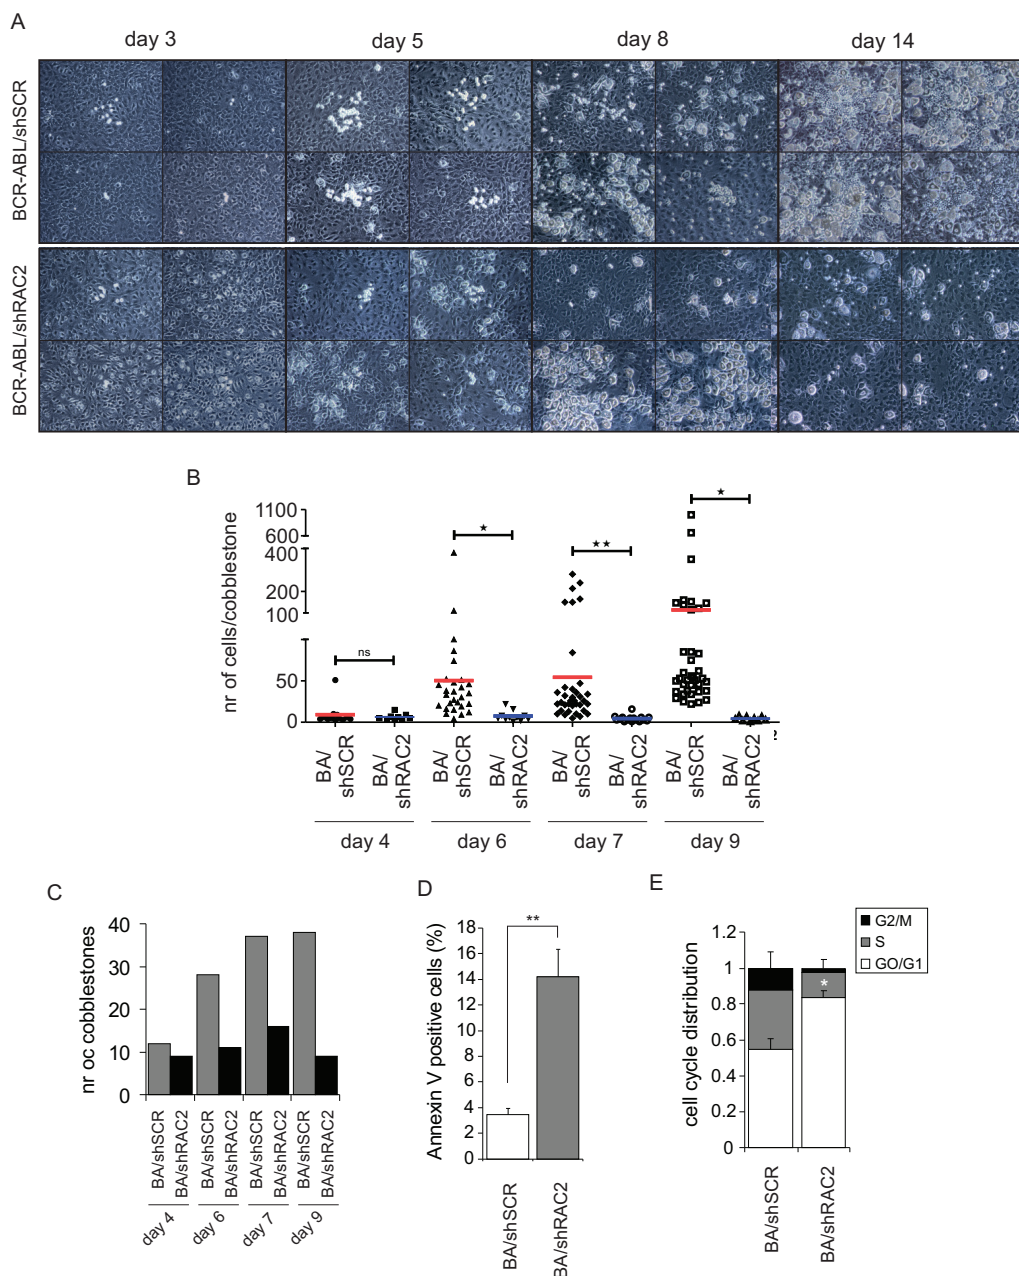 A
day 3 day 5 day 8 day 14
BCR-ABL/shSCR
BCR-ABL/shRAC2
B
nr of cells/cobblestone
1100
600
400
200
100
50
0
ns
★
★★
★
BA/shSCR
BA/shRAC2
BA/shSCR
BA/shRAC2
BA/shSCR
BA/shRAC2
BA/shSCR
BA/shRAC2
day 4 day 6 day 7 day 9
C
nr oc cobblestones
40
30
20
10
0
BA/shSCR
BA/shRAC2
BA/shSCR
BA/shRAC2
BA/shSCR
BA/shRAC2
BA/shSCR
BA/shRAC2
day 4
day 6
day 7
day 9
D
Annexin V positive cells (%)
18
16
14
12
10
8
6
4
2
0
**
BA/shSCR
BA/shRAC2
E
G2/M
S
GO/G1
cell cycle distribution
1.2
1
0.8
0.6
0.4
0.2
0
*
BA/shSCR
BA/shRAC2